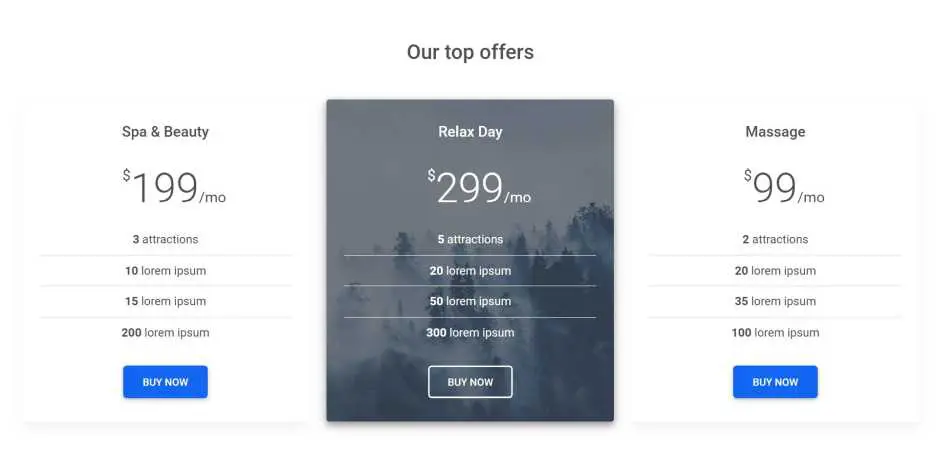 Our top offers
Spa & Beauty
$199/mo
3 attractions
10 lorem ipsum
15 lorem ipsum
200 lorem ipsum
BUY NOW
Relax Day
$299/mo
5 attractions
20 lorem ipsum
50 lorem ipsum
300 lorem ipsum
BUY NOW
Massage
$99/mo
2 attractions
20 lorem ipsum
35 lorem ipsum
100 lorem ipsum
BUY NOW